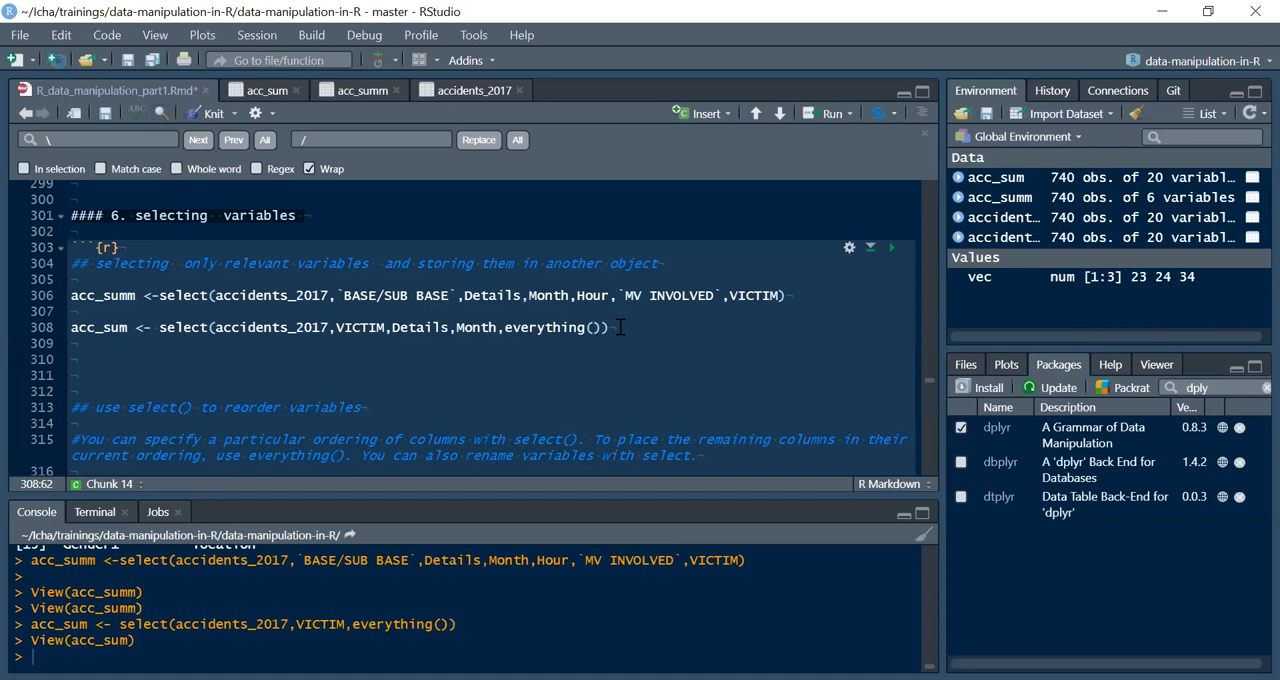 ~/lcha/trainings/data-manipulation-in-R/data-manipulation-in-R - master - RStudio
File Edit Code View Plots Session Build Debug Profile Tools Help
Go to file/function Addins data-manipulation-in-R
R_data_manipulation_part1.Rmd* acc_sum acc_summ accidents_2017
ABC Knit Insert Run
\ Next Prev All / Replace All
In selection Match case Whole word Regex Wrap
299
300
301 #### 6. selecting variables
302
303 ```{r}
304 ## selecting only relevant variables and storing them in another object
305
306 acc_summ <-select(accidents_2017,`BASE/SUB BASE`,Details,Month,Hour,`MV INVOLVED`,VICTIM)
307
308 acc_sum <- select(accidents_2017,VICTIM,Details,Month,everything())
309
310
311
312
313 ## use select() to reorder variables
314
315 #You can specify a particular ordering of columns with select(). To place the remaining columns in their
current ordering, use everything(). You can also rename variables with select.
316
308:62 Chunk 14 R Markdown
Console Terminal Jobs
~/lcha/trainings/data-manipulation-in-R/data-manipulation-in-R/
[19] "Gender1" "location"
> acc_summ <-select(accidents_2017,`BASE/SUB BASE`,Details,Month,Hour,`MV INVOLVED`,VICTIM)
>
> View(acc_summ)
> View(acc_summ)
> acc_sum <- select(accidents_2017,VICTIM,everything())
> View(acc_sum)
>
Environment History Connections Git
Import Dataset List
Global Environment
Data
acc_sum 740 obs. of 20 variabl…
acc_summ 740 obs. of 6 variables
accident… 740 obs. of 20 variabl…
accident… 740 obs. of 20 variabl…
Values
vec num [1:3] 23 24 34
Files Plots Packages Help Viewer
Install Update Packrat dply
Name Description Ve...
dplyr A Grammar of Data Manipulation 0.8.3
dbplyr A 'dplyr' Back End for Databases 1.4.2
dtplyr Data Table Back-End for 'dplyr' 0.0.3